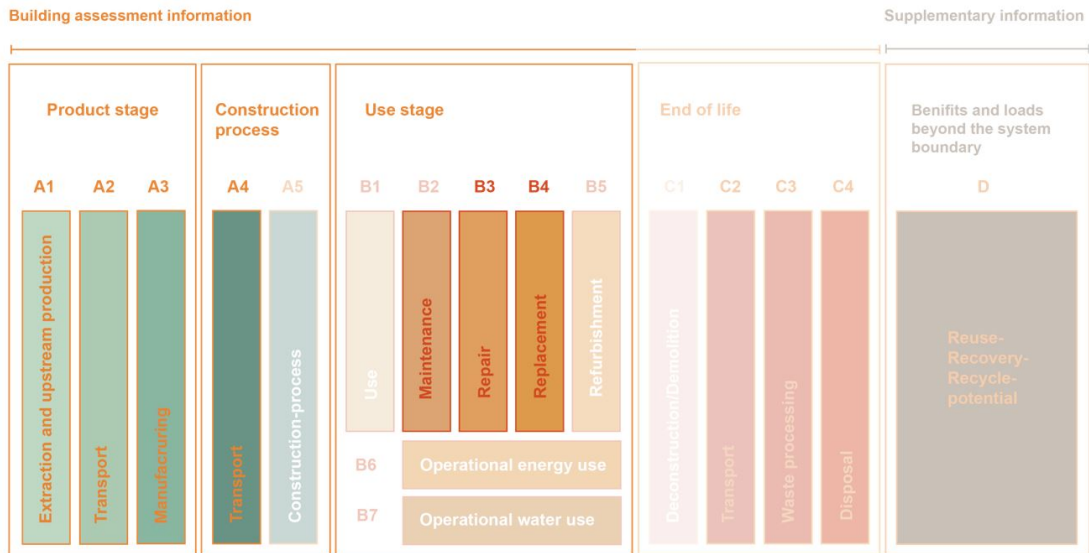 Building assessment information
Supplementary information
Product stage
Construction
process
Use stage
End of life
Benifits and loads
beyond the system
boundary
A1
A2
A3
A4
A5
B1
B2
B3
B4
B5
C1
C2
C3
C4
D
Extraction and upstream production
Transport
Manufacruring
Transport
Construction-process
Use
Maintenance
Repair
Replacement
Refurbishment
B6
Operational energy use
B7
Operational water use
Deconstruction/Demolition
Transport
Waste processing
Disposal
Reuse-
Recovery-
Recycle-
potential